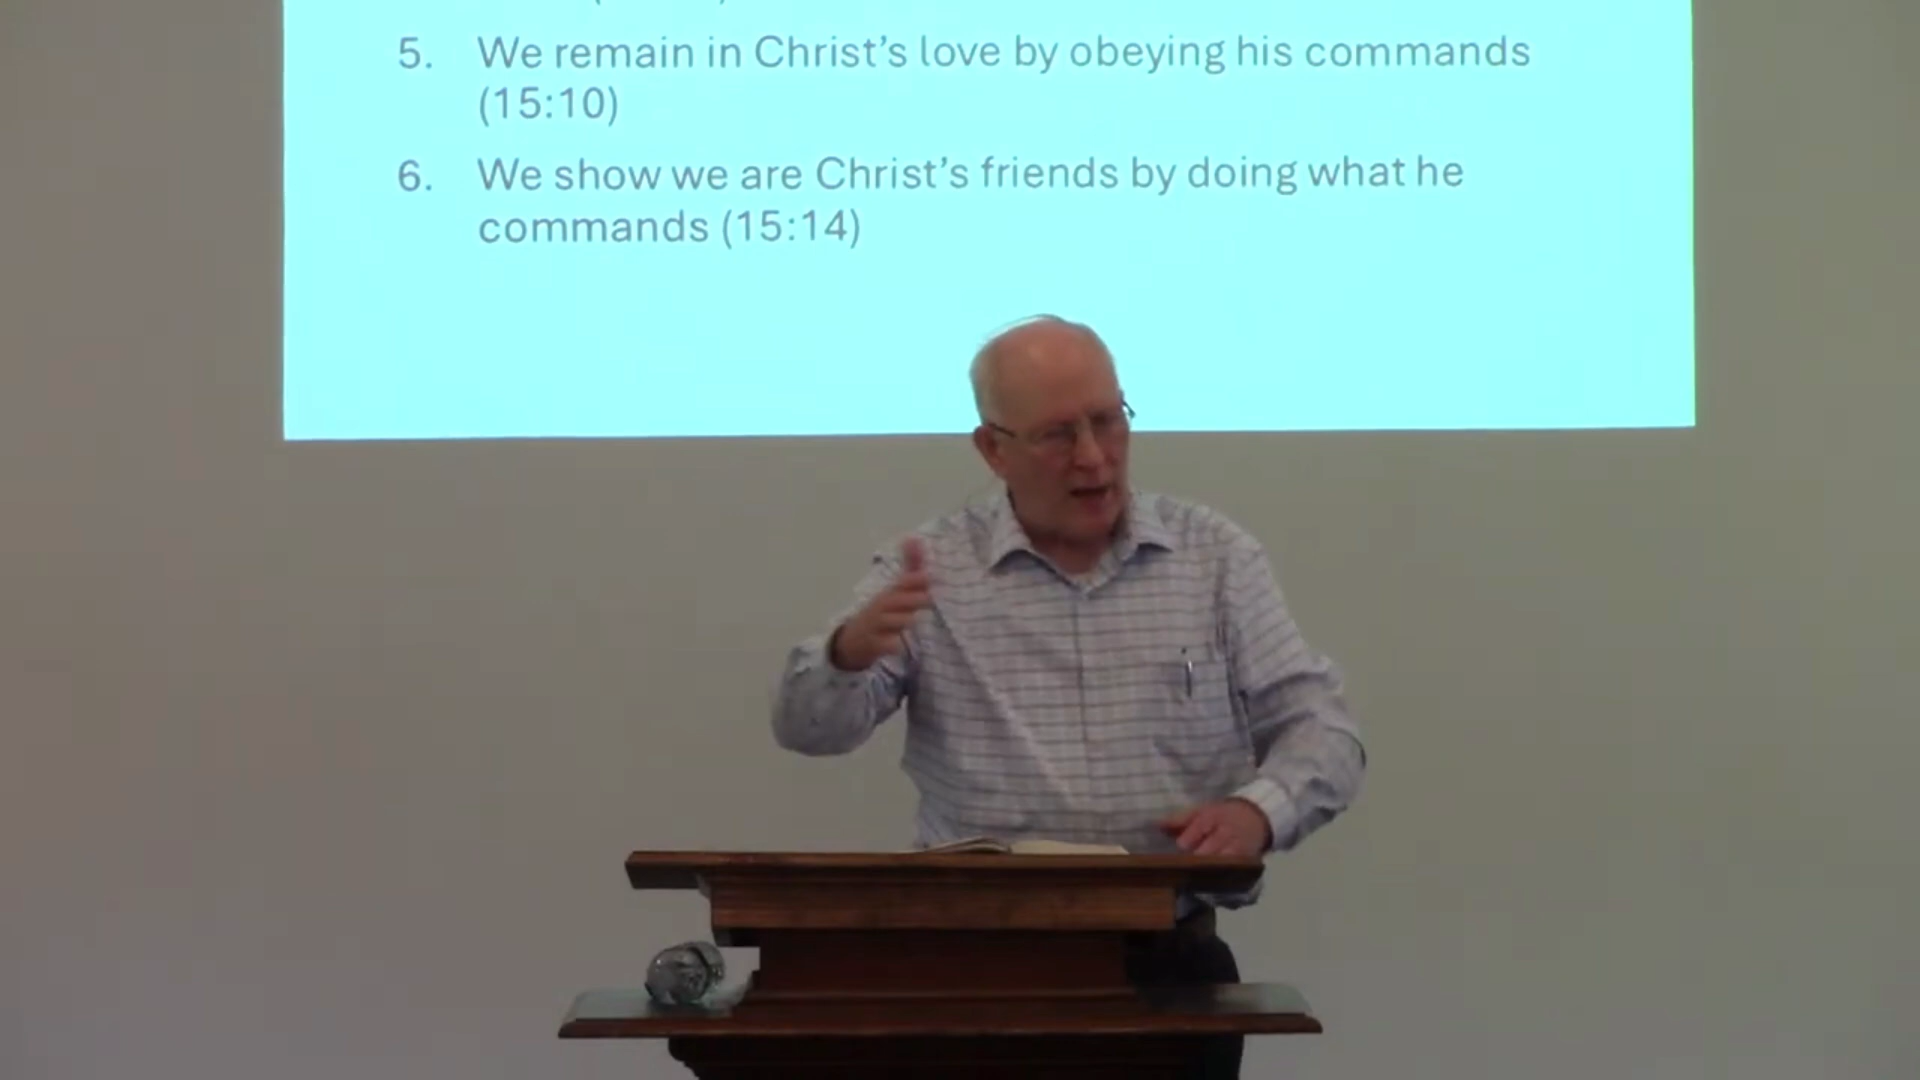 5. We remain in Christ's love by obeying his commands
(15:10)
6. We show we are Christ's friends by doing what he
commands (15:14)